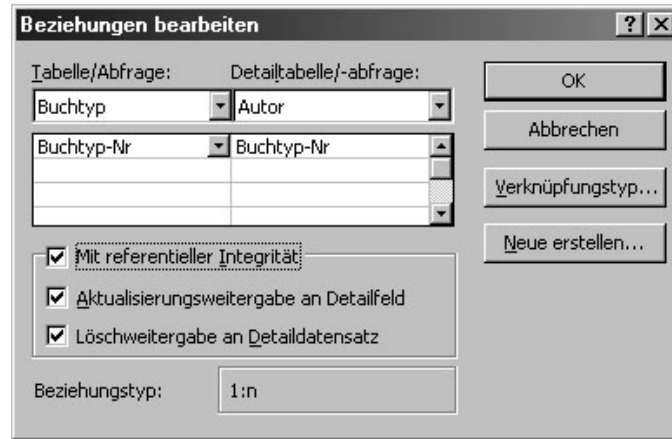 Beziehungen bearbeiten
Tabelle/Abfrage: Detailtabelle/-abfrage:
Buchtyp Autor
Buchtyp-Nr Buchtyp-Nr
Mit referentieller Integrität
Aktualisierungsweitergabe an Detailfeld
Löschweitergabe an Detaildatensatz
Beziehungstyp: 1:n
OK
Abbrechen
Verknüpfungstyp...
Neue erstellen...